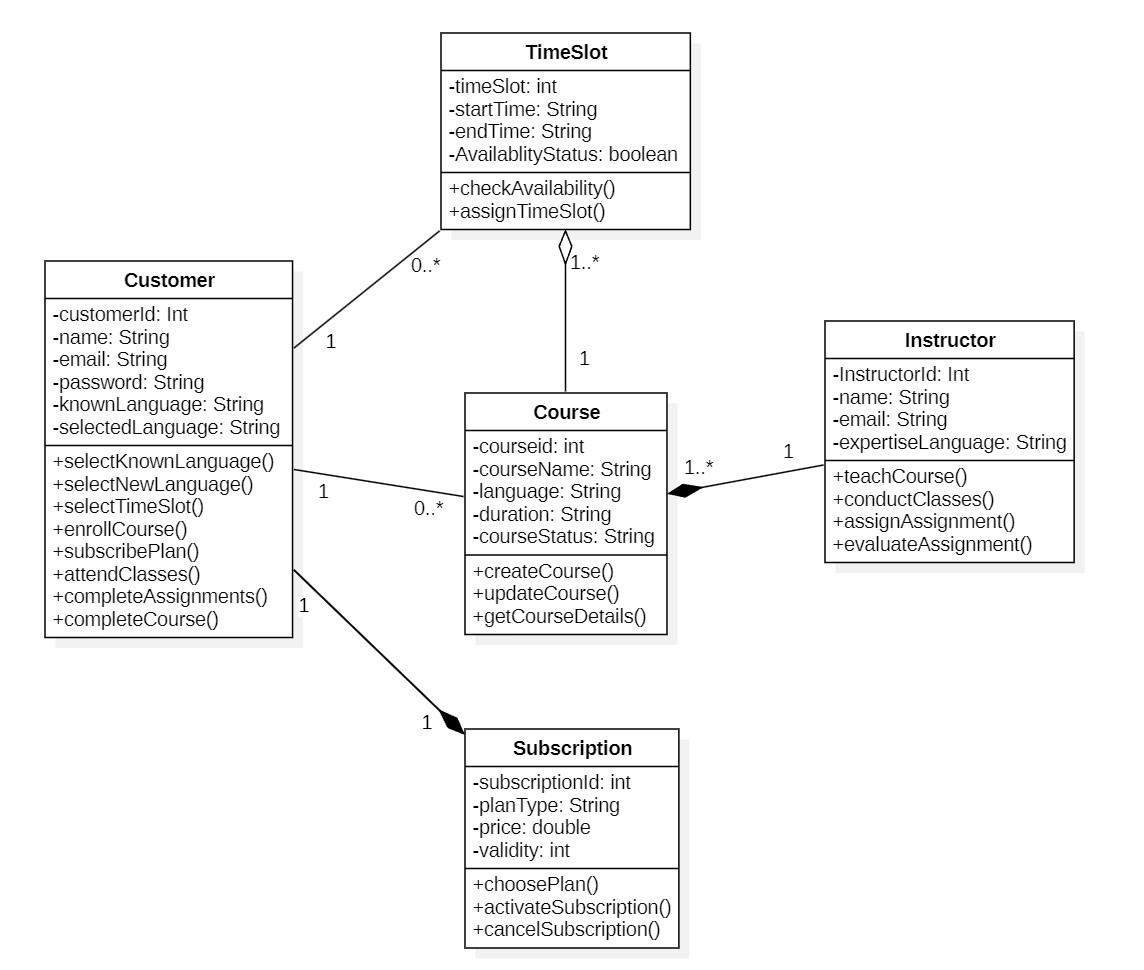 TimeSlot
-timeSlot: int
-startTime: String
-endTime: String
-AvailablityStatus: boolean
+checkAvailability()
+assignTimeSlot()
0..*
1..*
1
1
Customer
-customerId: Int
-name: String
-email: String
-password: String
-knownLanguage: String
-selectedLanguage: String
+selectKnownLanguage()
+selectNewLanguage()
+selectTimeSlot()
+enrollCourse()
+subscribePlan()
+attendClasses()
+completeAssignments()
+completeCourse()
1
0..*
Course
-courseid: int
-courseName: String
-language: String
-duration: String
-courseStatus: String
+createCourse()
+updateCourse()
+getCourseDetails()
1..*
1
Instructor
-InstructorId: Int
-name: String
-email: String
-expertiseLanguage: String
+teachCourse()
+conductClasses()
+assignAssignment()
+evaluateAssignment()
1
1
Subscription
-subscriptionId: int
-planType: String
-price: double
-validity: int
+choosePlan()
+activateSubscription()
+cancelSubscription()